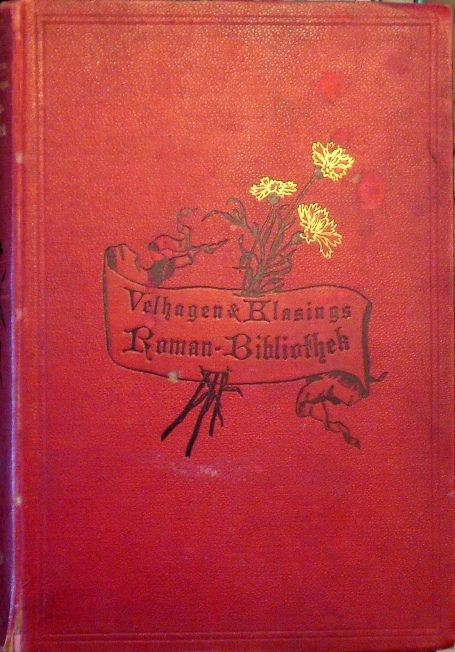 Velhagen & Klasings
Roman-Bibliothek